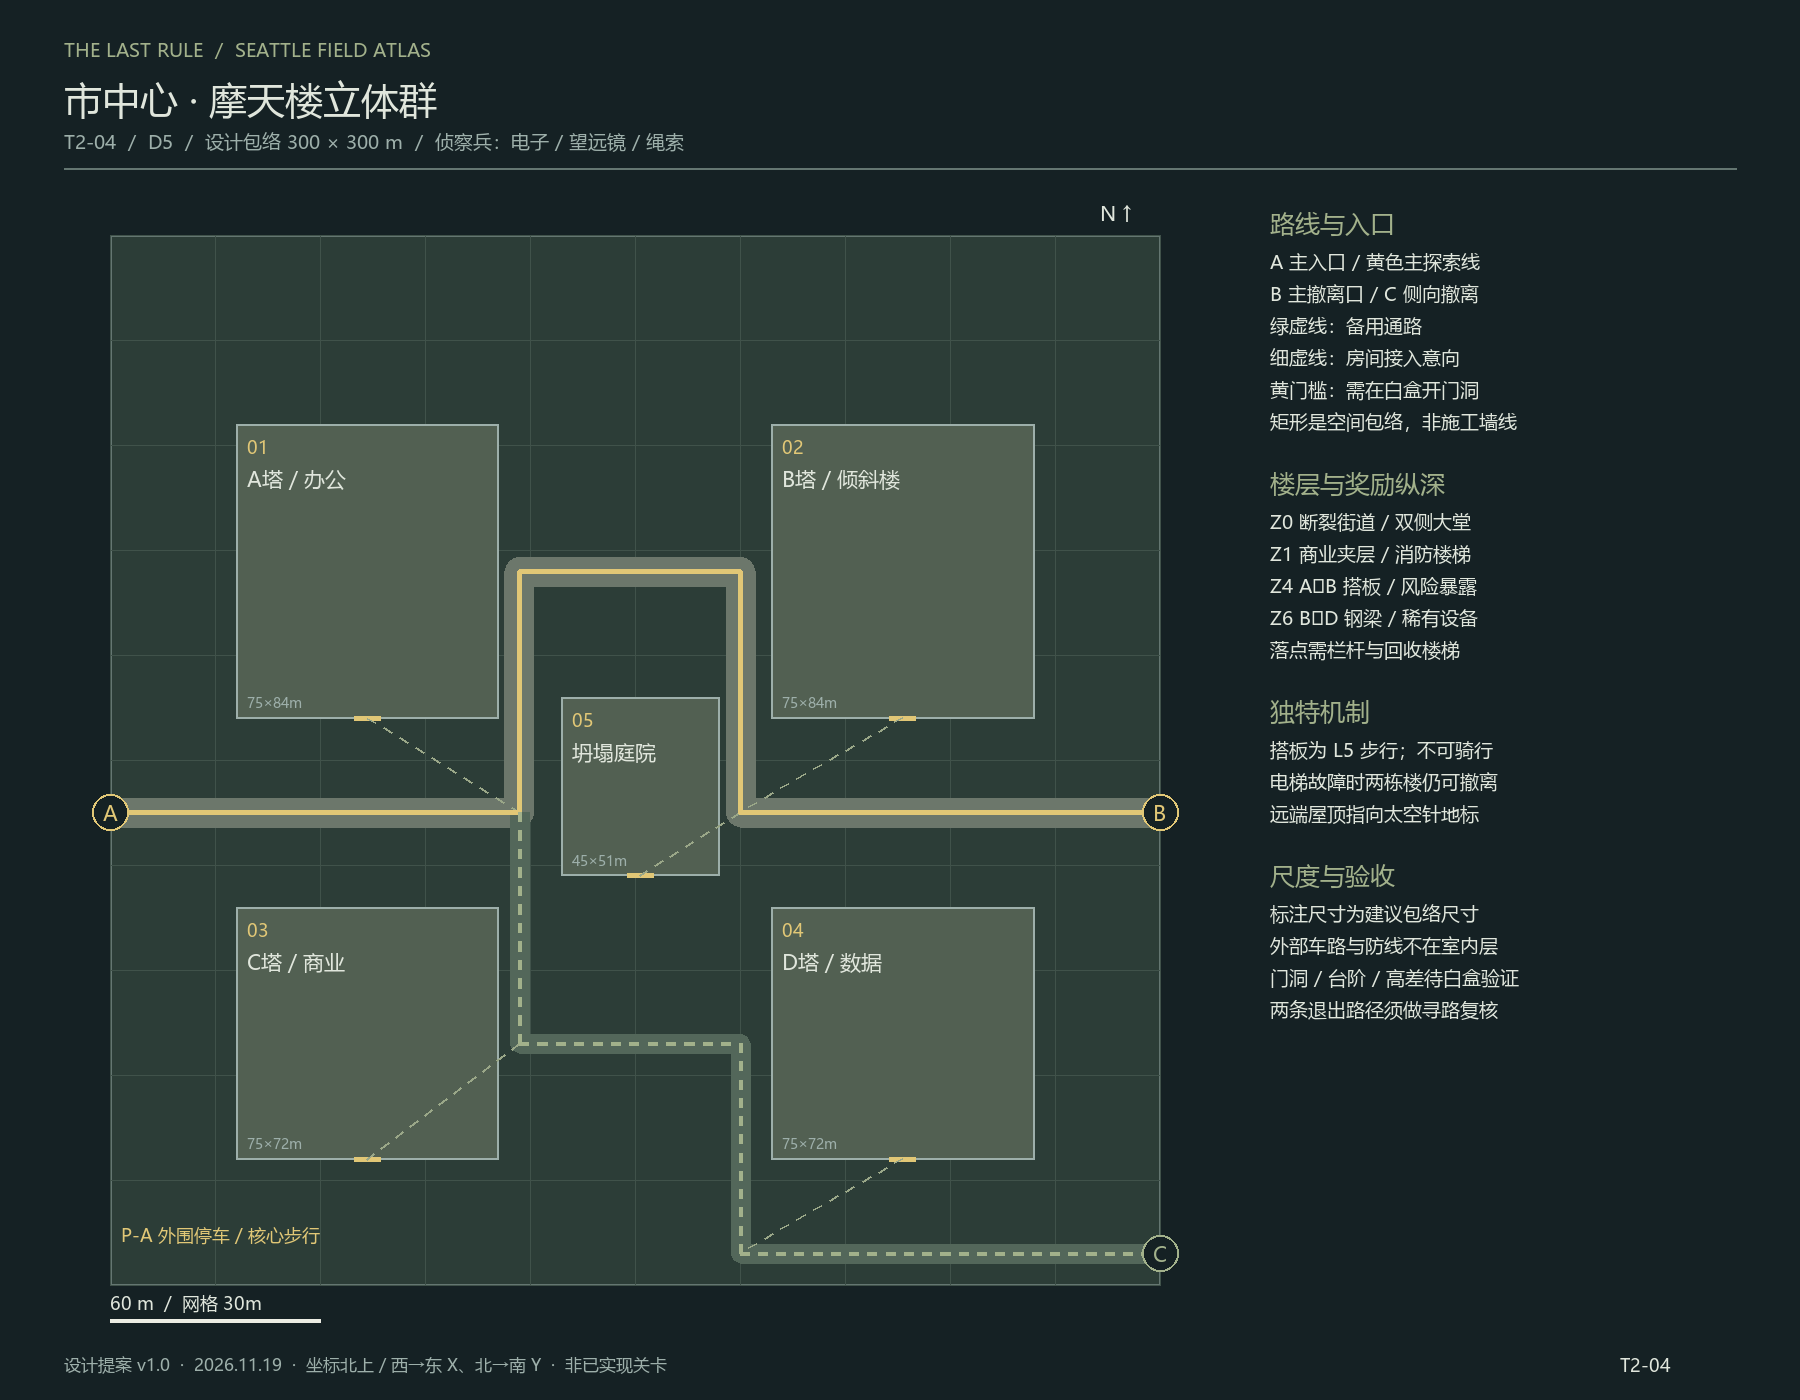 THE LAST RULE / SEATTLE FIELD ATLAS
市中心 · 摩天楼立体群
T2-04 / D5 / 设计包络 300 × 300 m / 侦察兵：电子 / 望远镜 / 绳索
N ↑
01
A塔 / 办公
75×84m
02
B塔 / 倾斜楼
75×84m
05
坍塌庭院
45×51m
A
B
03
C塔 / 商业
75×72m
04
D塔 / 数据
75×72m
P-A 外围停车 / 核心步行
C
60 m / 网格 30m
路线与入口
A 主入口 / 黄色主探索线
B 主撤离口 / C 侧向撤离
绿虚线：备用通路
细虚线：房间接入意向
黄门槛：需在白盒开门洞
矩形是空间包络，非施工墙线
楼层与奖励纵深
Z0 断裂街道 / 双侧大堂
Z1 商业夹层 / 消防楼梯
Z4 A□B 搭板 / 风险暴露
Z6 B□D 钢梁 / 稀有设备
落点需栏杆与回收楼梯
独特机制
搭板为 L5 步行；不可骑行
电梯故障时两栋楼仍可撤离
远端屋顶指向太空针地标
尺度与验收
标注尺寸为建议包络尺寸
外部车路与防线不在室内层
门洞 / 台阶 / 高差待白盒验证
两条退出路径须做寻路复核
设计提案 v1.0 · 2026.11.19 · 坐标北上 / 西→东 X、北→南 Y · 非已实现关卡
T2-04